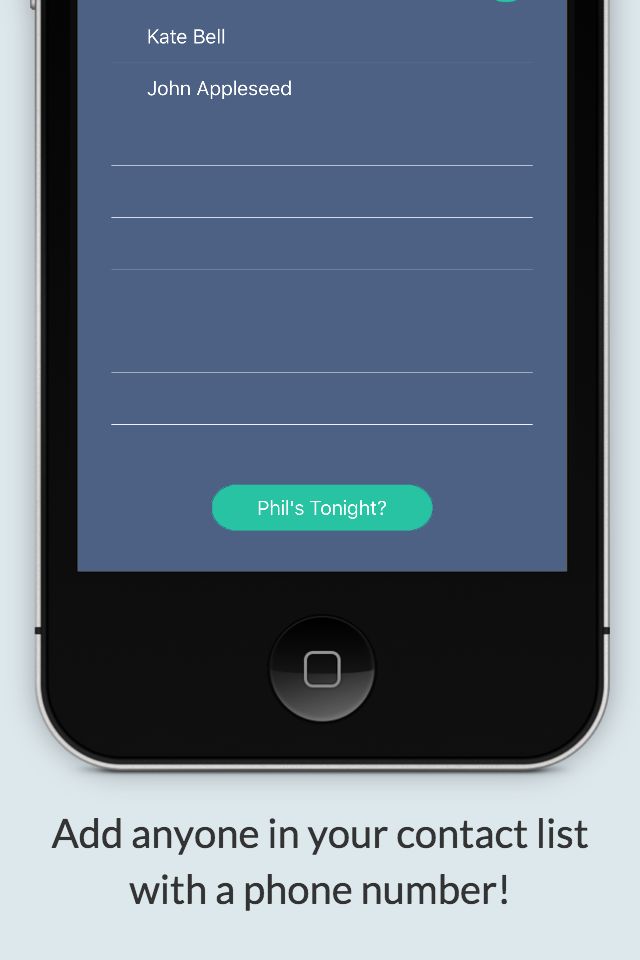 Kate Bell
John Appleseed
Phil's Tonight?
Add anyone in your contact list
with a phone number!